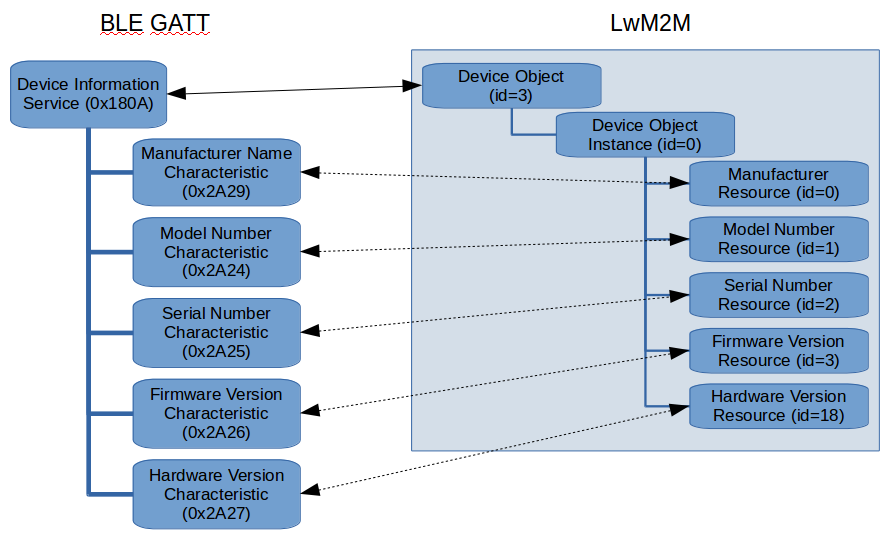 BLE GATT
LwM2M
Device Information
Service (0x180A)
Manufacturer Name
Characteristic
(0x2A29)
Model Number
Characteristic
(0x2A24)
Serial Number
Characteristic
(0x2A25)
Firmware Version
Characteristic
(0x2A26)
Hardware Version
Characteristic
(0x2A27)
Device Object
(id=3)
Device Object
Instance (id=0)
Manufacturer
Resource (id=0)
Model Number
Resource (id=1)
Serial Number
Resource (id=2)
Firmware Version
Resource (id=3)
Hardware Version
Resource (id=18)